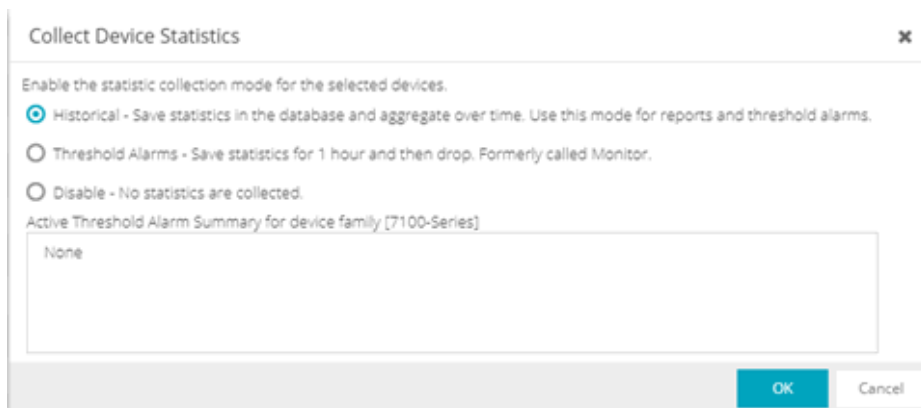 Collect Device Statistics
Enable the statistic collection mode for the selected devices.
Historical - Save statistics in the database and aggregate over time. Use this mode for reports and threshold alarms.
Threshold Alarms - Save statistics for 1 hour and then drop. Formerly called Monitor.
Disable - No statistics are collected.
Active Threshold Alarm Summary for device family [7100-Series]
None
OK Cancel